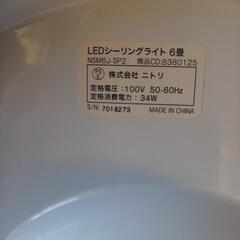 LEDシーリングライト 6畳
NSM6J-SP2 商品CD:8380125
株式会社 ニトリ
定格電圧：100V 50-60Hz
定格消費電力：34W
S/N: 7018273 MADE IN CHINA